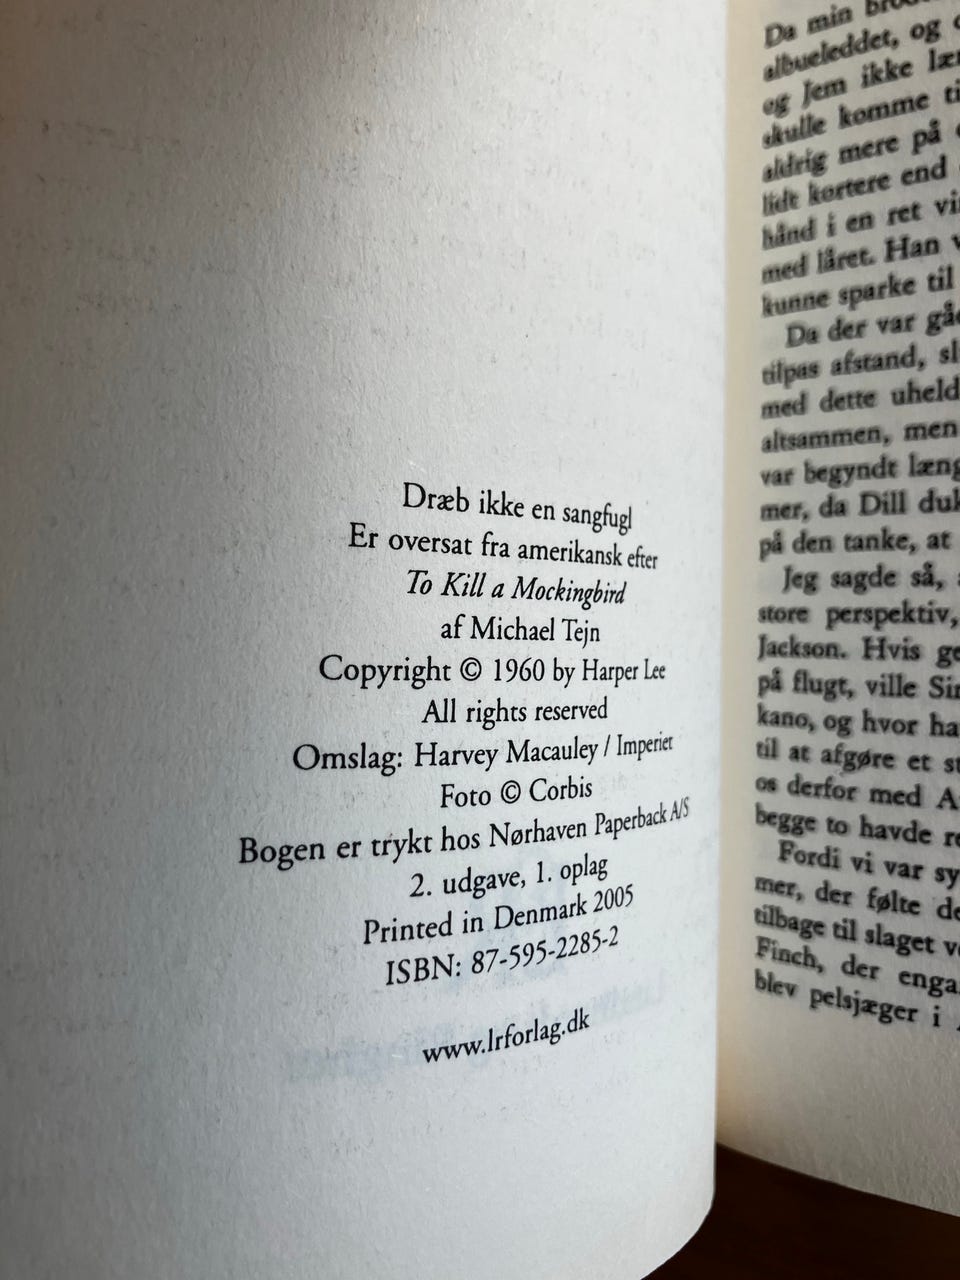 Dræb ikke en sangfugl
Er oversat fra amerikansk efter
To Kill a Mockingbird
af Michael Tejn
Copyright © 1960 by Harper Lee
All rights reserved
Omslag: Harvey Macauley / Imperiet
Foto © Corbis
Bogen er trykt hos Nørhaven Paperback A/S
2. udgave, 1. oplag
Printed in Denmark 2005
ISBN: 87-595-2285-2
www.lrforlag.dk
Da min
albueleddet, og
og Jem ikke
skulle komme
aldrig mere på
lidt kortere end
hånd i en ret
med låret. Han
kunne sparke til
Da der var
tilpas afstand,
med dette uheld
altsammen, men
var begyndt
mer, da Dill
på den tanke, at
Jeg sagde så,
store perspektiv,
Jackson. Hvis
på flugt, ville
kano, og hvor
til at afgøre et
os derfor med
begge to havde
Fordi vi var
mer, der følte
tilbage til slaget
Finch, der
blev pelsjæger i